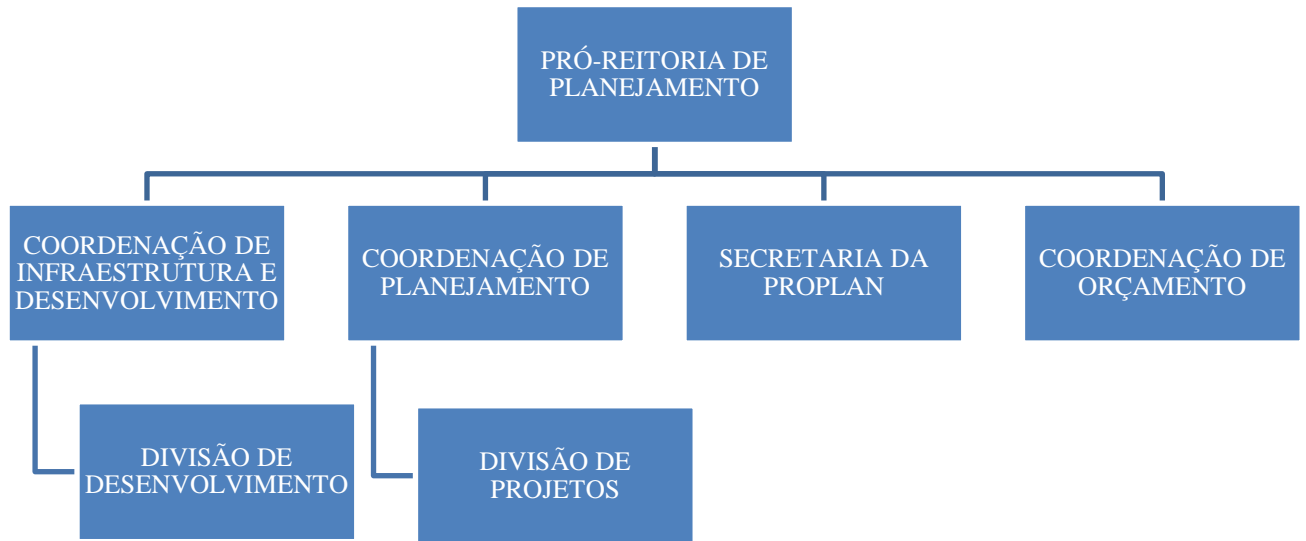 PRÓ-REITORIA DE
PLANEJAMENTO
COORDENAÇÃO DE
INFRAESTRUTURA E
DESENVOLVIMENTO
COORDENAÇÃO DE
PLANEJAMENTO
SECRETARIA DA
PROPLAN
COORDENAÇÃO DE
ORÇAMENTO
DIVISÃO DE
DESENVOLVIMENTO
DIVISÃO DE
PROJETOS